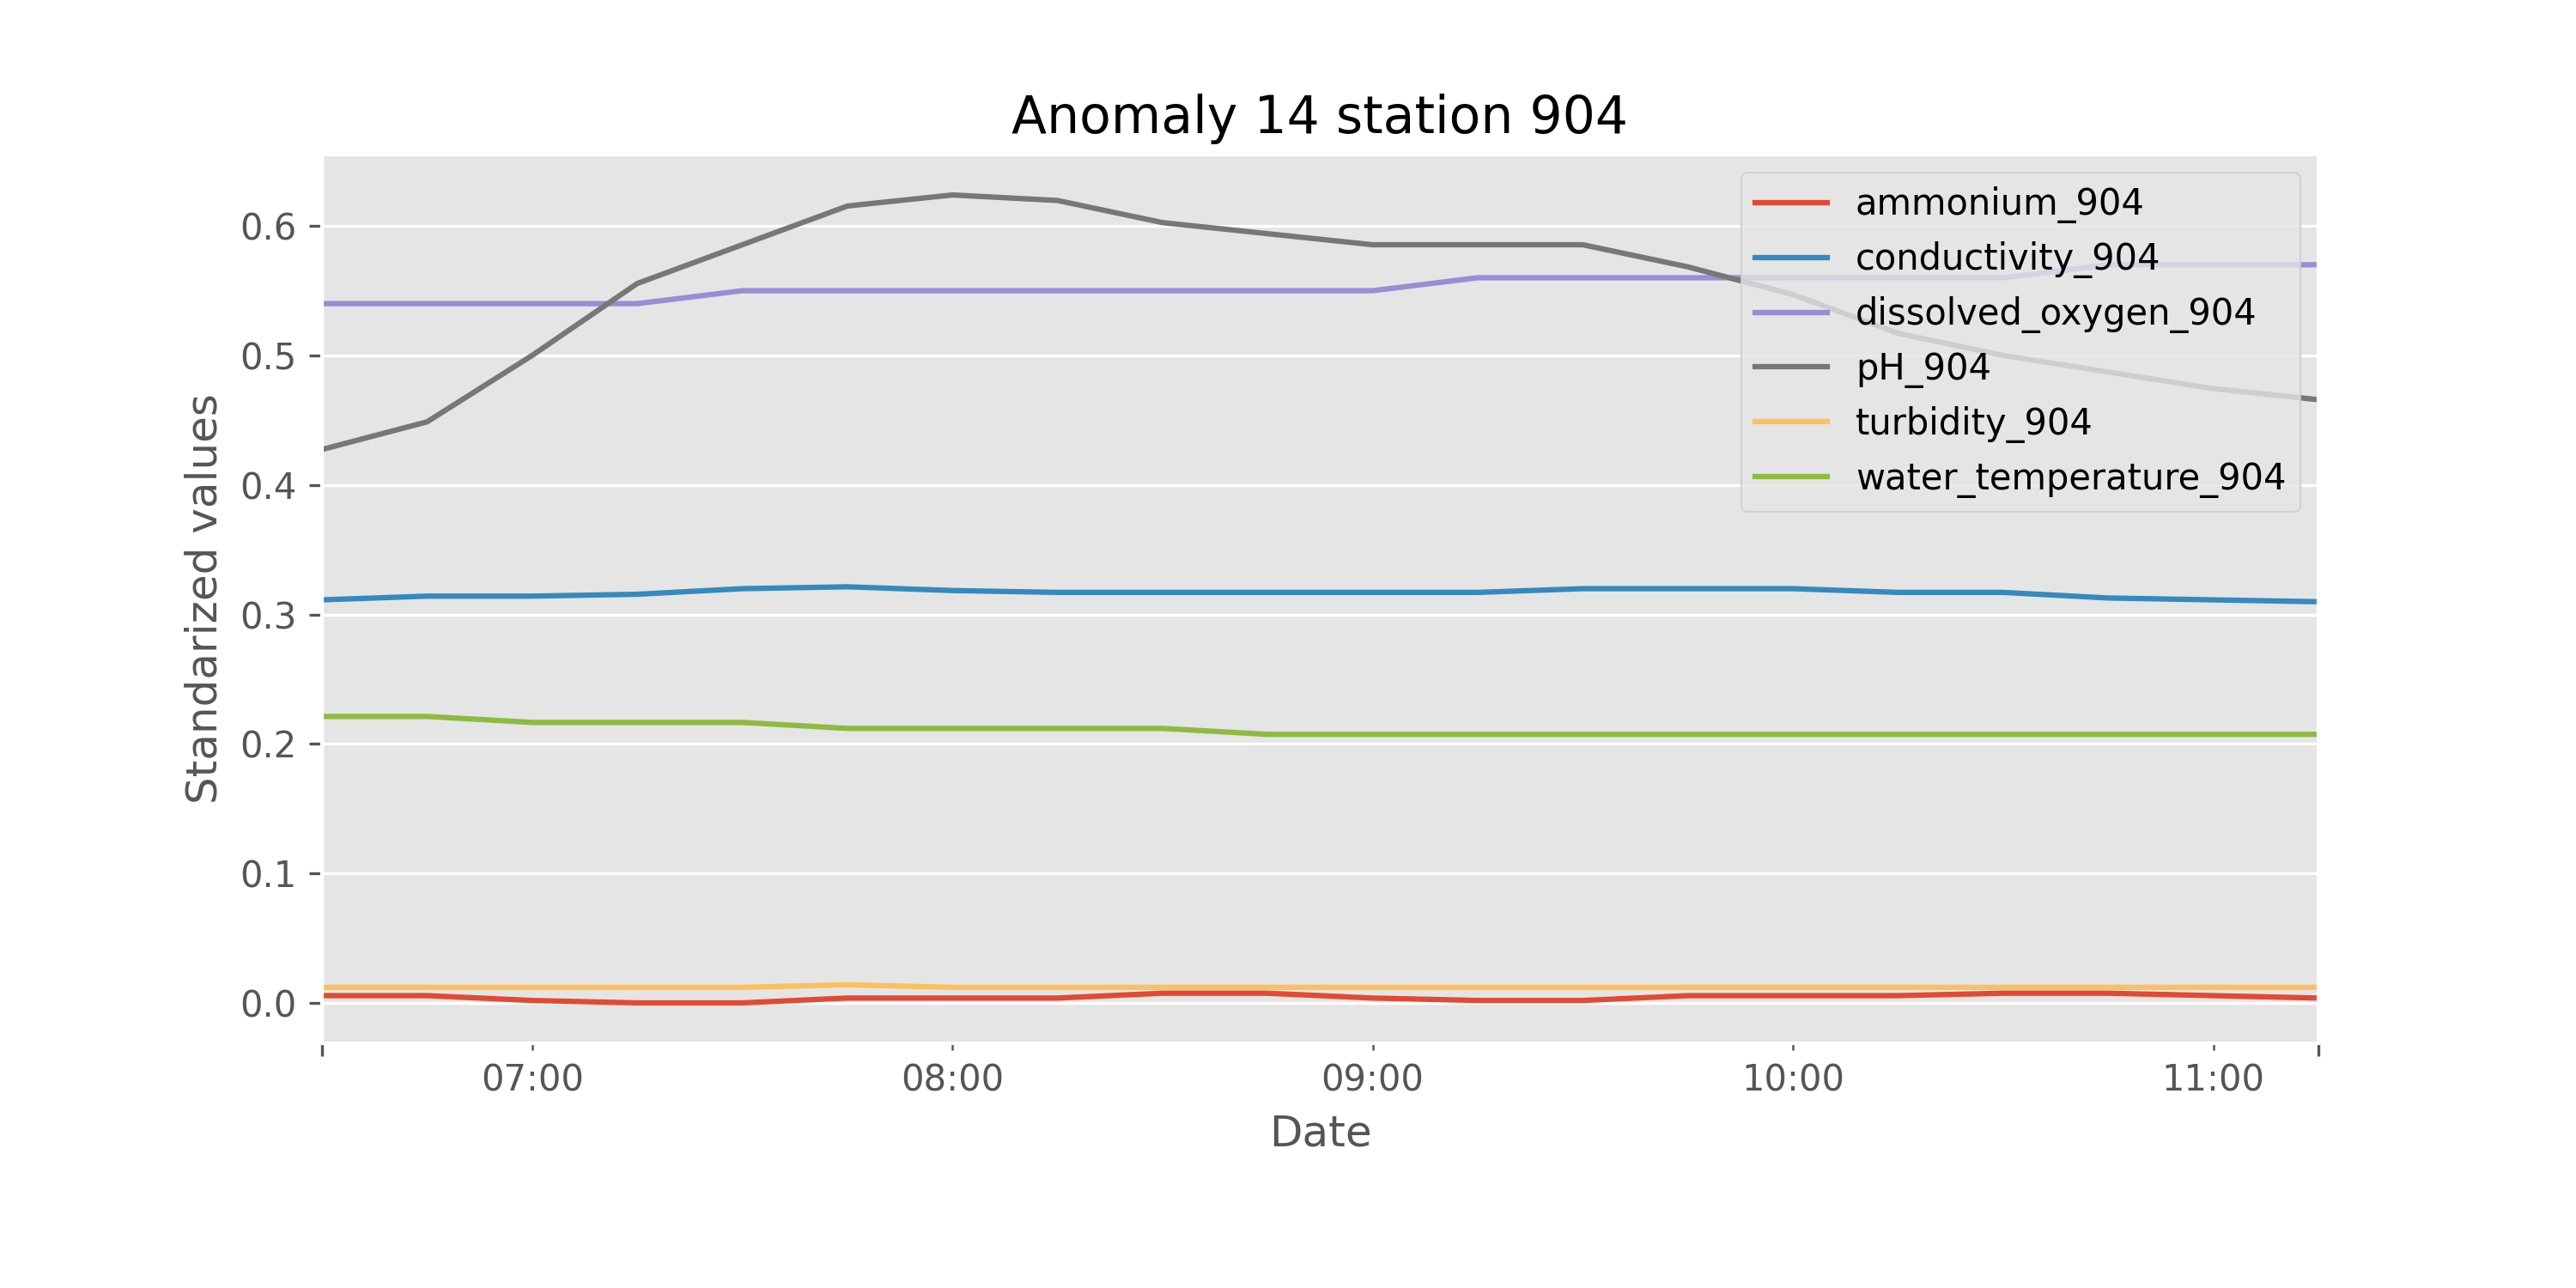 Anomaly 14 station 904
ammonium_904
conductivity_904
dissolved_oxygen_904
pH_904
turbidity_904
water_temperature_904
Standarized values
0.6
0.5
0.4
0.3
0.2
0.1
0.0
07:00 08:00 09:00 10:00 11:00
Date